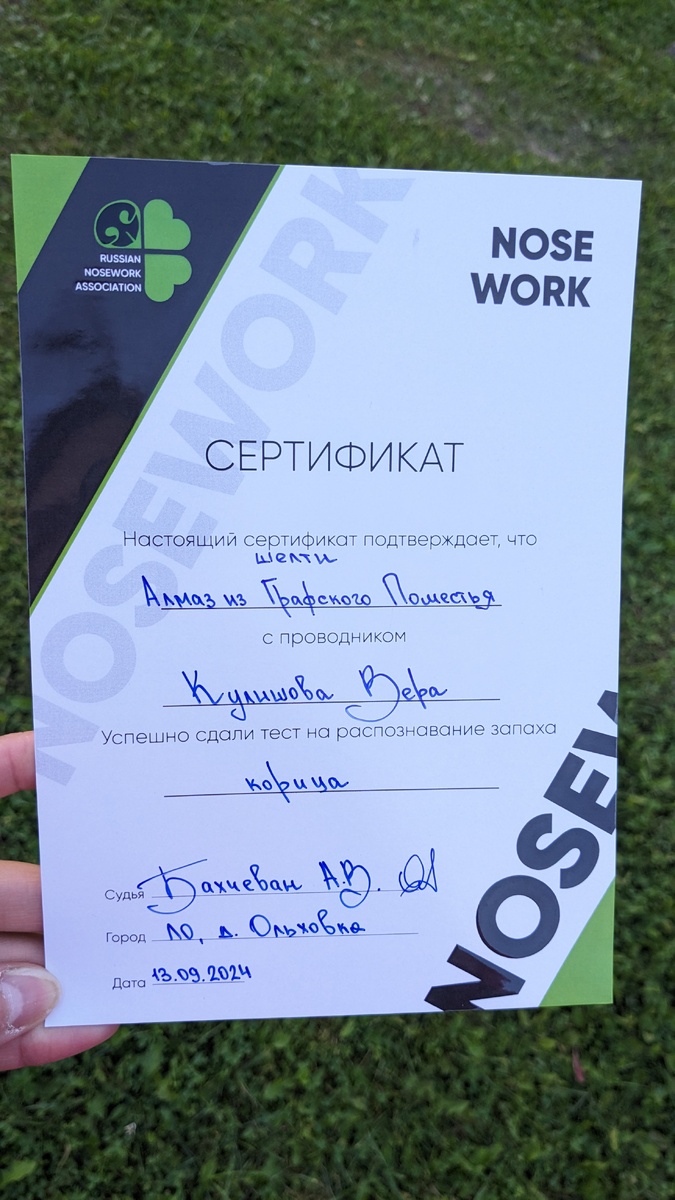 RUSSIAN
NOSEWORK
ASSOCIATION
NOSE
WORK
NOSEWORK
СЕРТИФИКАТ
Настоящий сертификат подтверждает, что
шелти
Алмаз из Графского Поместья
с проводником
Кулишова Вера
Успешно сдали тест на распознавание запаха
корица
Судья Бахчеван А.В.
Город ЛО, д. Ольховка
Дата 13.09.2024
NOSEW